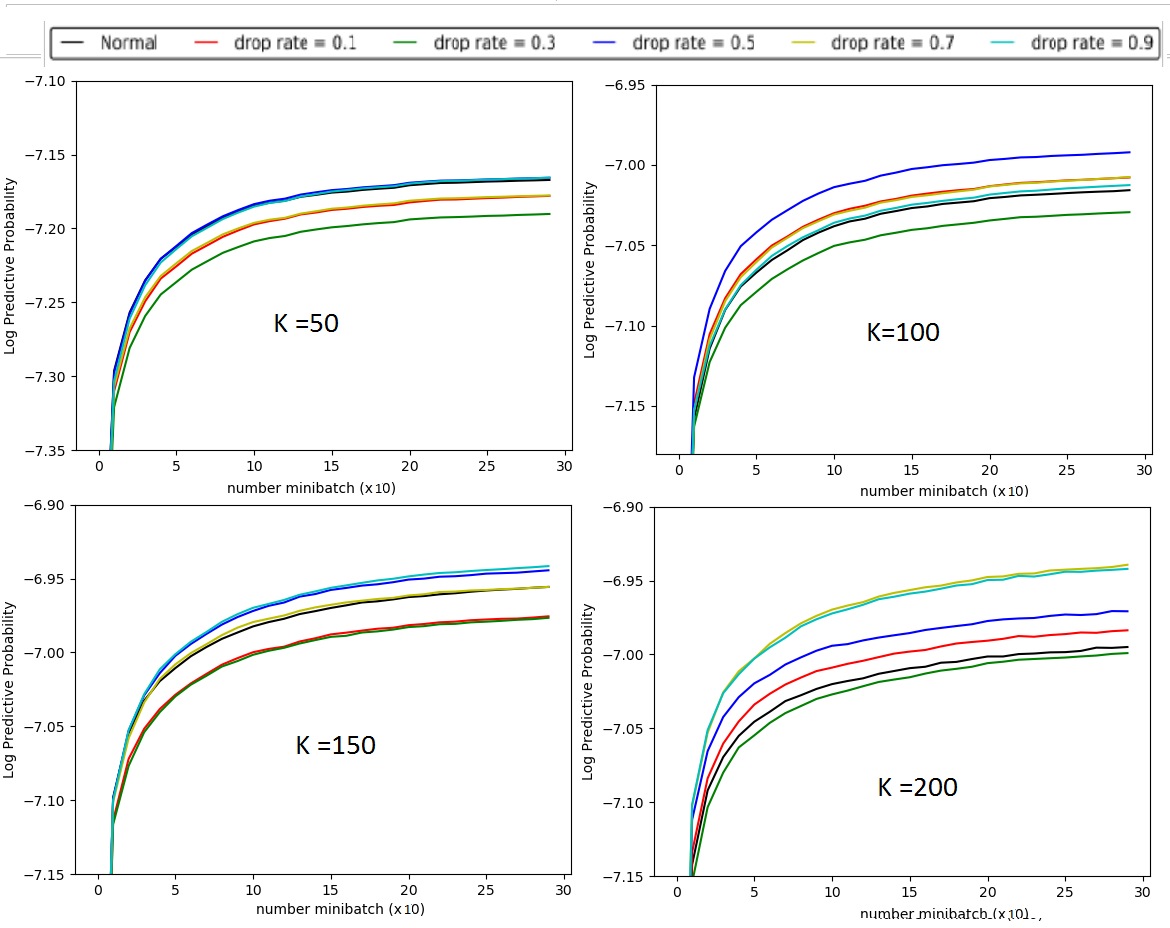 Normal drop rate = 0.1 drop rate = 0.3 drop rate = 0.5 drop rate = 0.7 drop rate = 0.9
−7.10
−7.15
−7.20
−7.25
−7.30
−7.35
Log Predictive Probability
K =50
0 5 10 15 20 25 30
number minibatch (x10)
−6.95
−7.00
−7.05
−7.10
−7.15
Log Predictive Probability
K=100
0 5 10 15 20 25 30
number minibatch (x10)
−6.90
−6.95
−7.00
−7.05
−7.10
−7.15
Log Predictive Probability
K =150
0 5 10 15 20 25 30
number minibatch (x10)
−6.90
−6.95
−7.00
−7.05
−7.10
−7.15
Log Predictive Probability
K =200
0 5 10 15 20 25 30
number minibatch (x10)